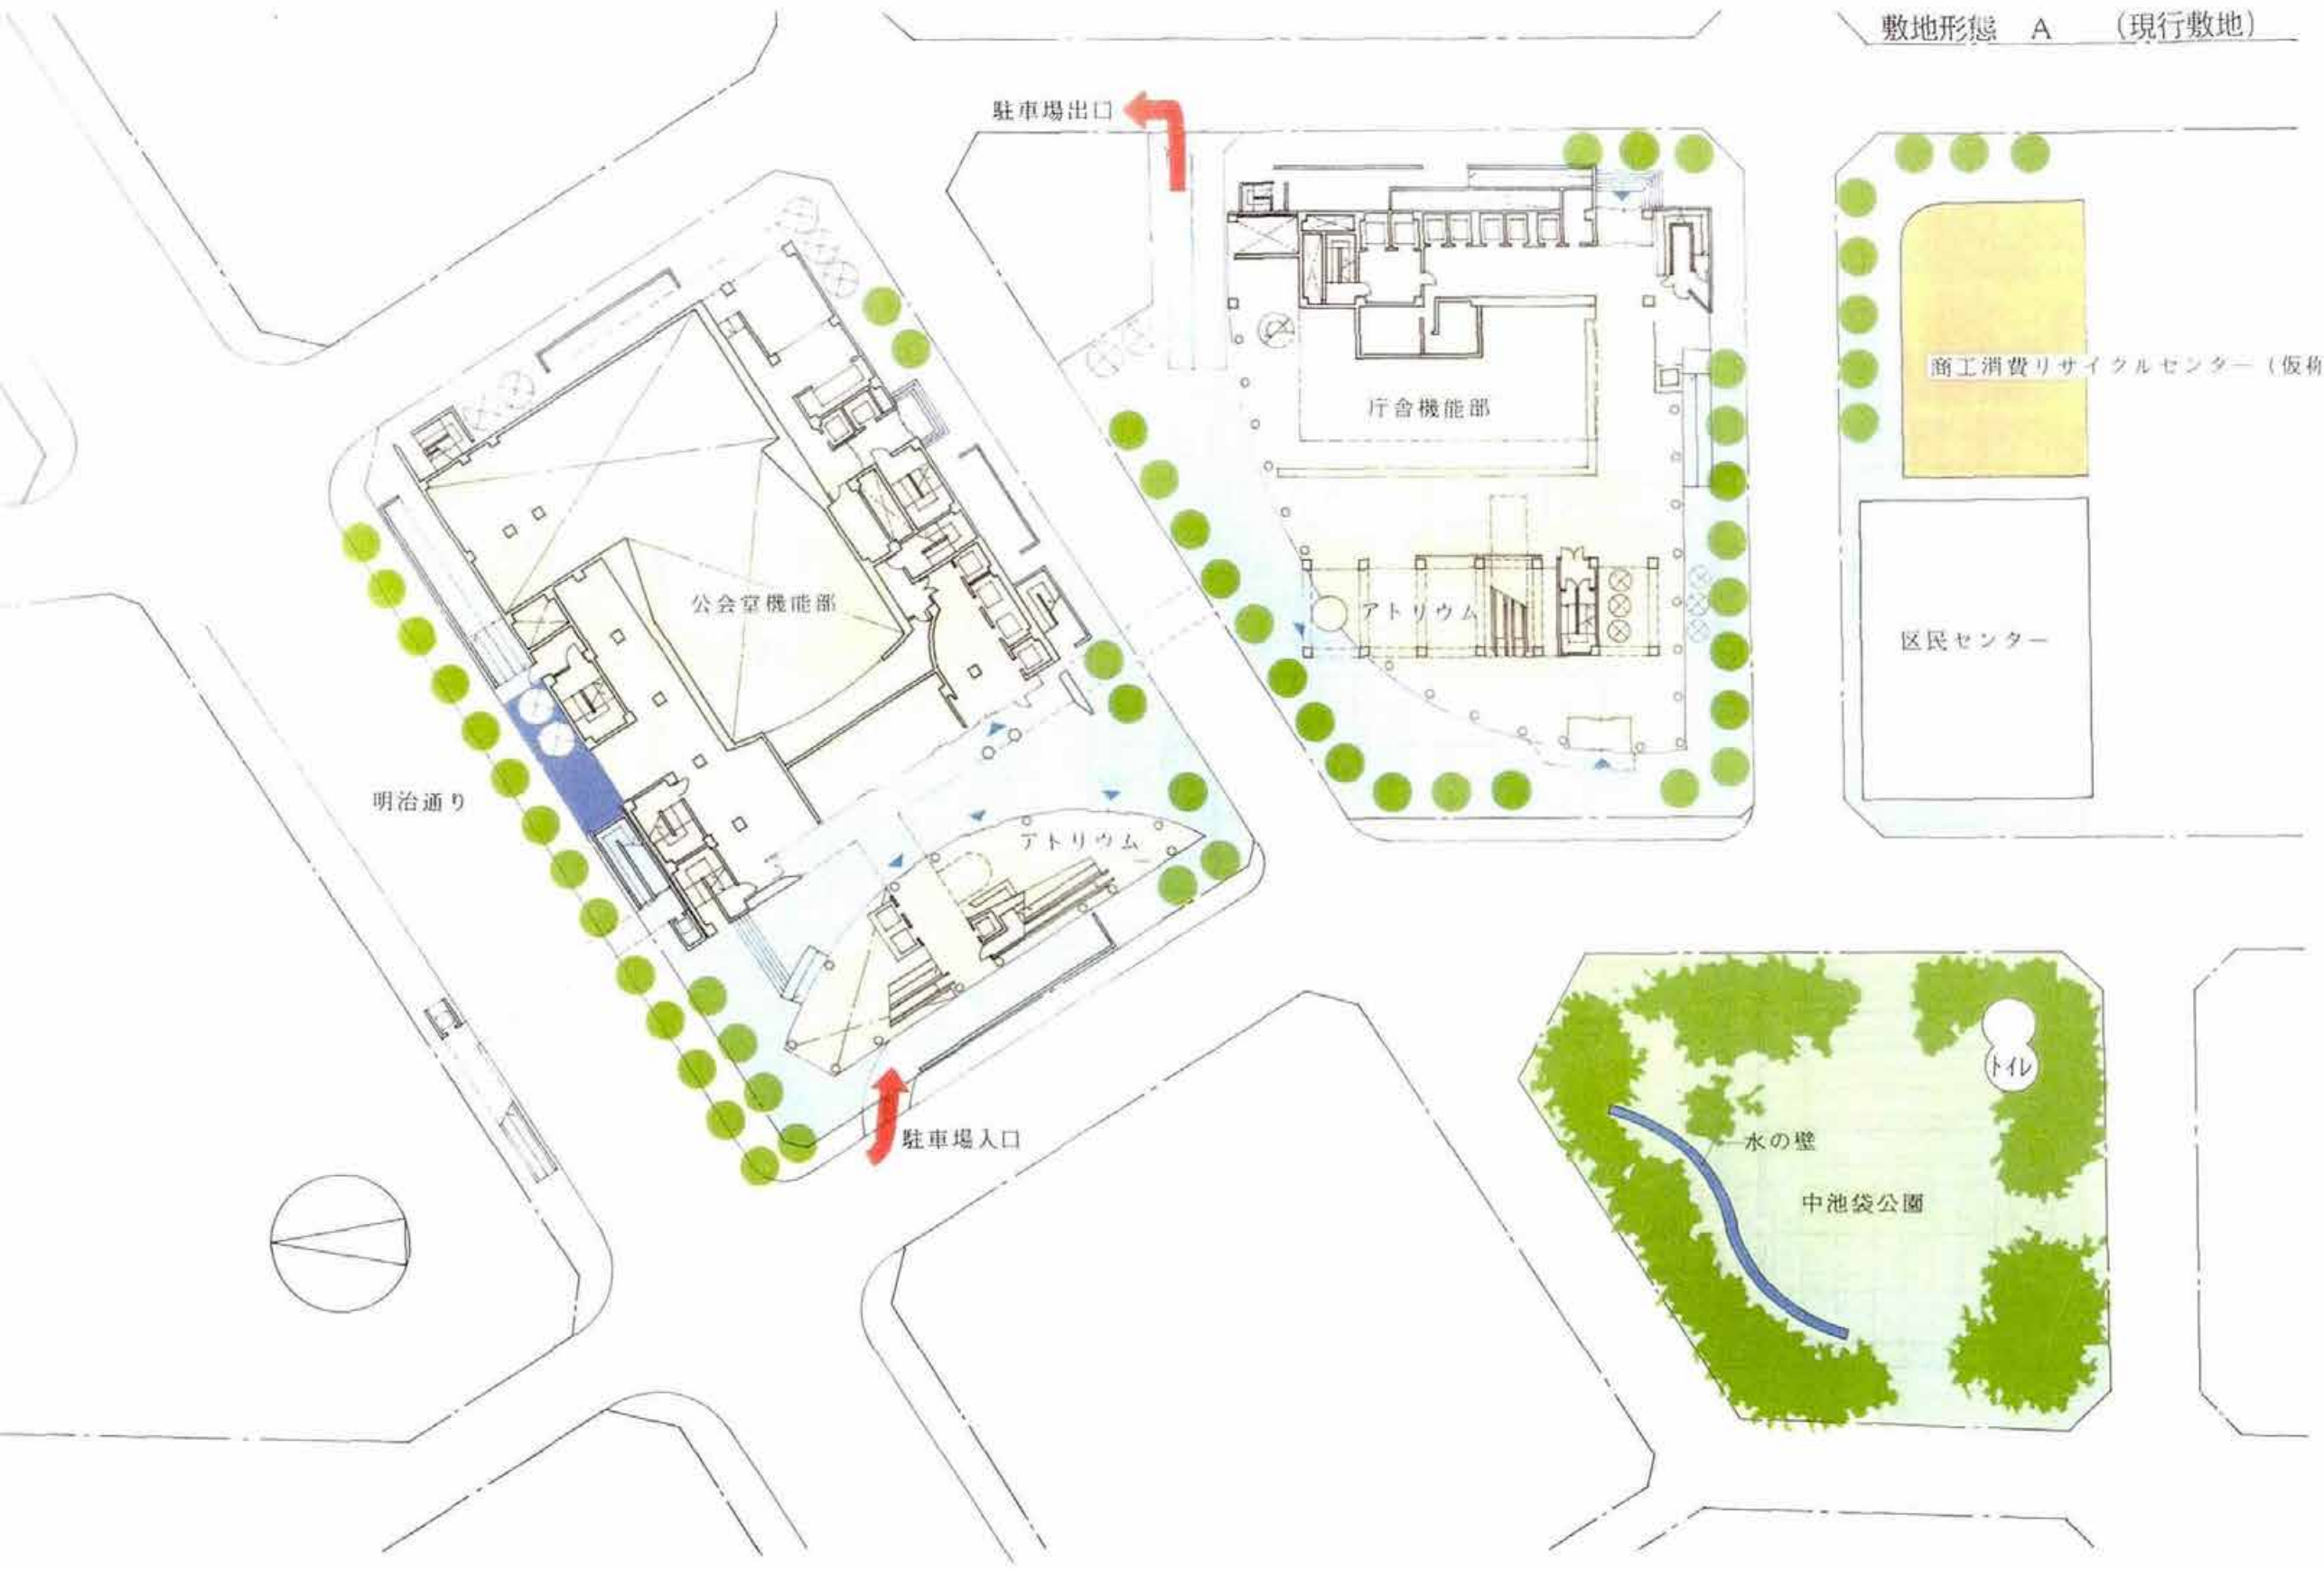 敷地形態 A （現行敷地）
駐車場出口
商工消費リサイクルセンター（仮称
庁舎機能部
公会堂機能部
アトリウム
区民センター
明治通り
アトリウム
トイレ
駐車場入口
水の壁
中池袋公園